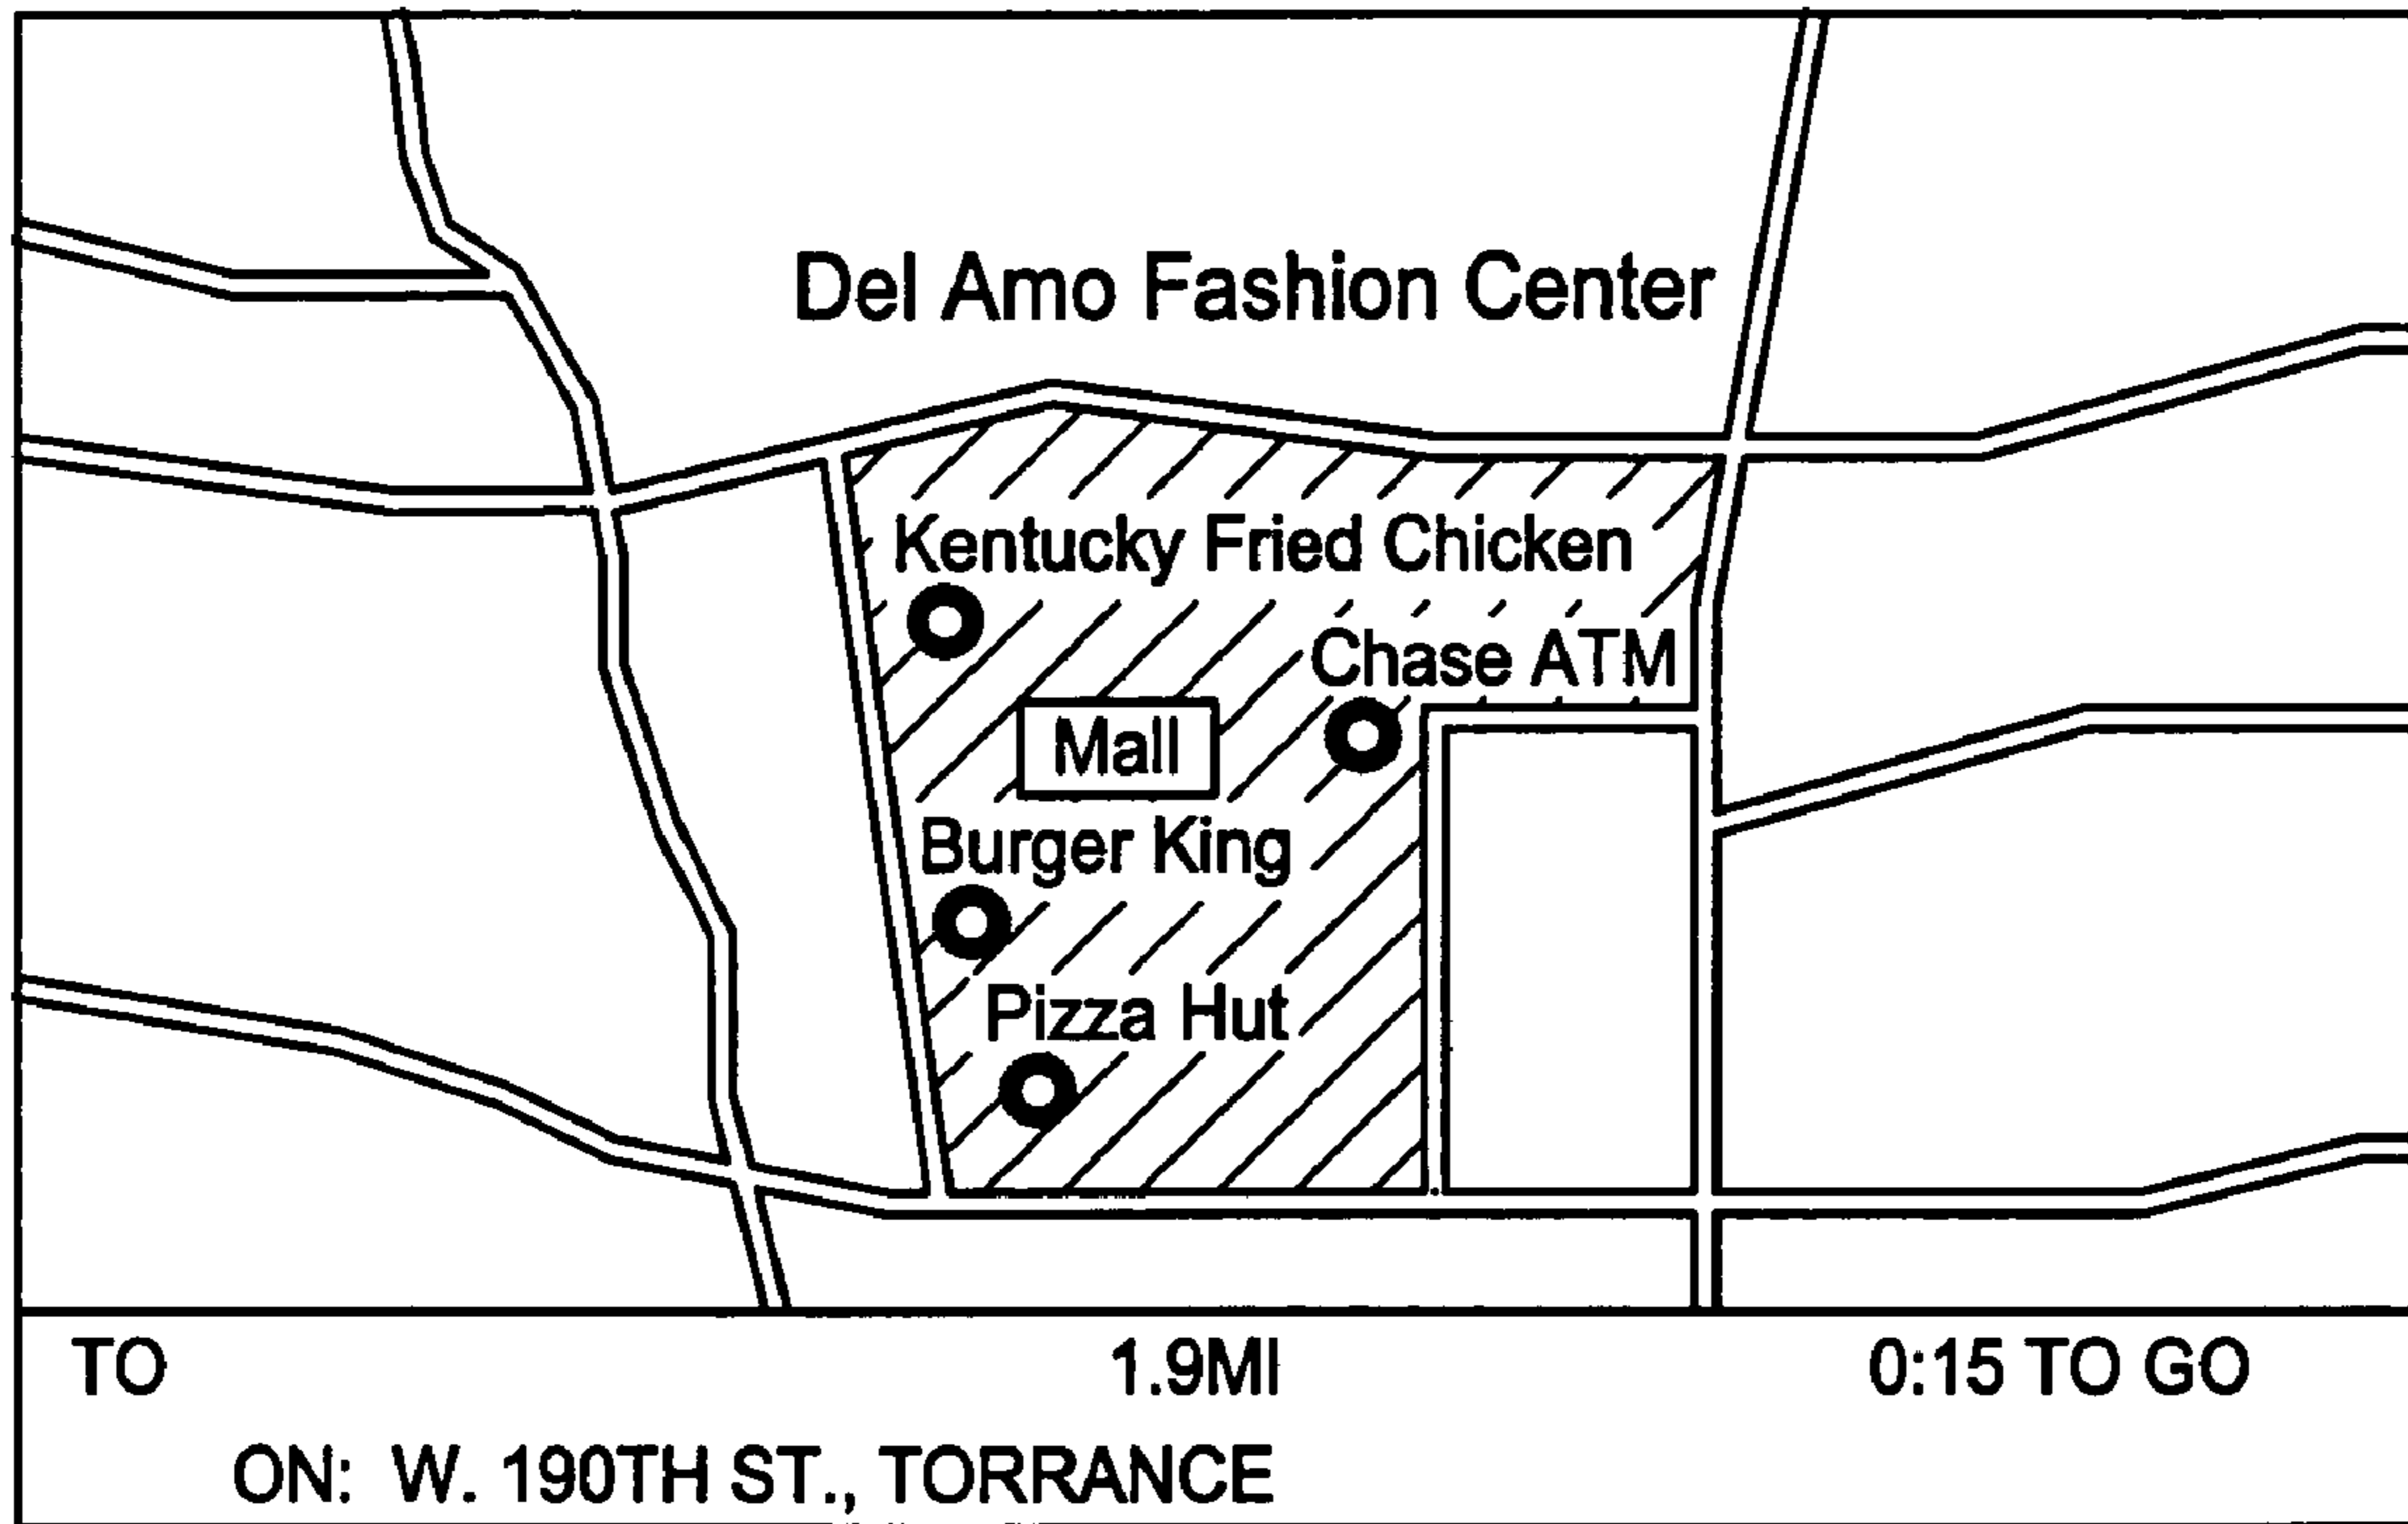 Del Amo Fashion Center
Kentucky Fried Chicken
Chase ATM
Mall
Burger King
Pizza Hut
TO 1.9MI 0:15 TO GO
ON: W. 190TH ST., TORRANCE